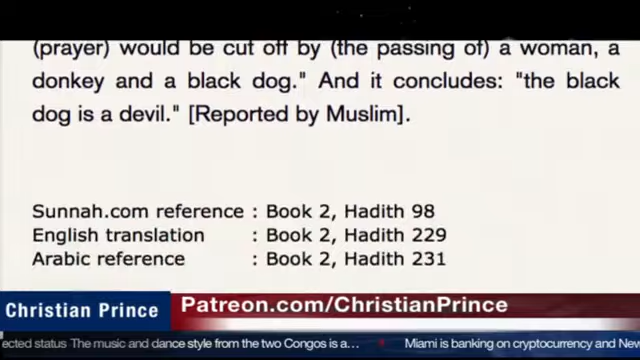 (prayer) would be cut off by (the passing of) a woman, a
donkey and a black dog." And it concludes: "the black
dog is a devil." [Reported by Muslim].
Sunnah.com reference : Book 2, Hadith 98
English translation : Book 2, Hadith 229
Arabic reference : Book 2, Hadith 231
Christian Prince
Patreon.com/ChristianPrince
ected status The music and dance style from the two Congos is a... Miami is banking on cryptocurrency and New